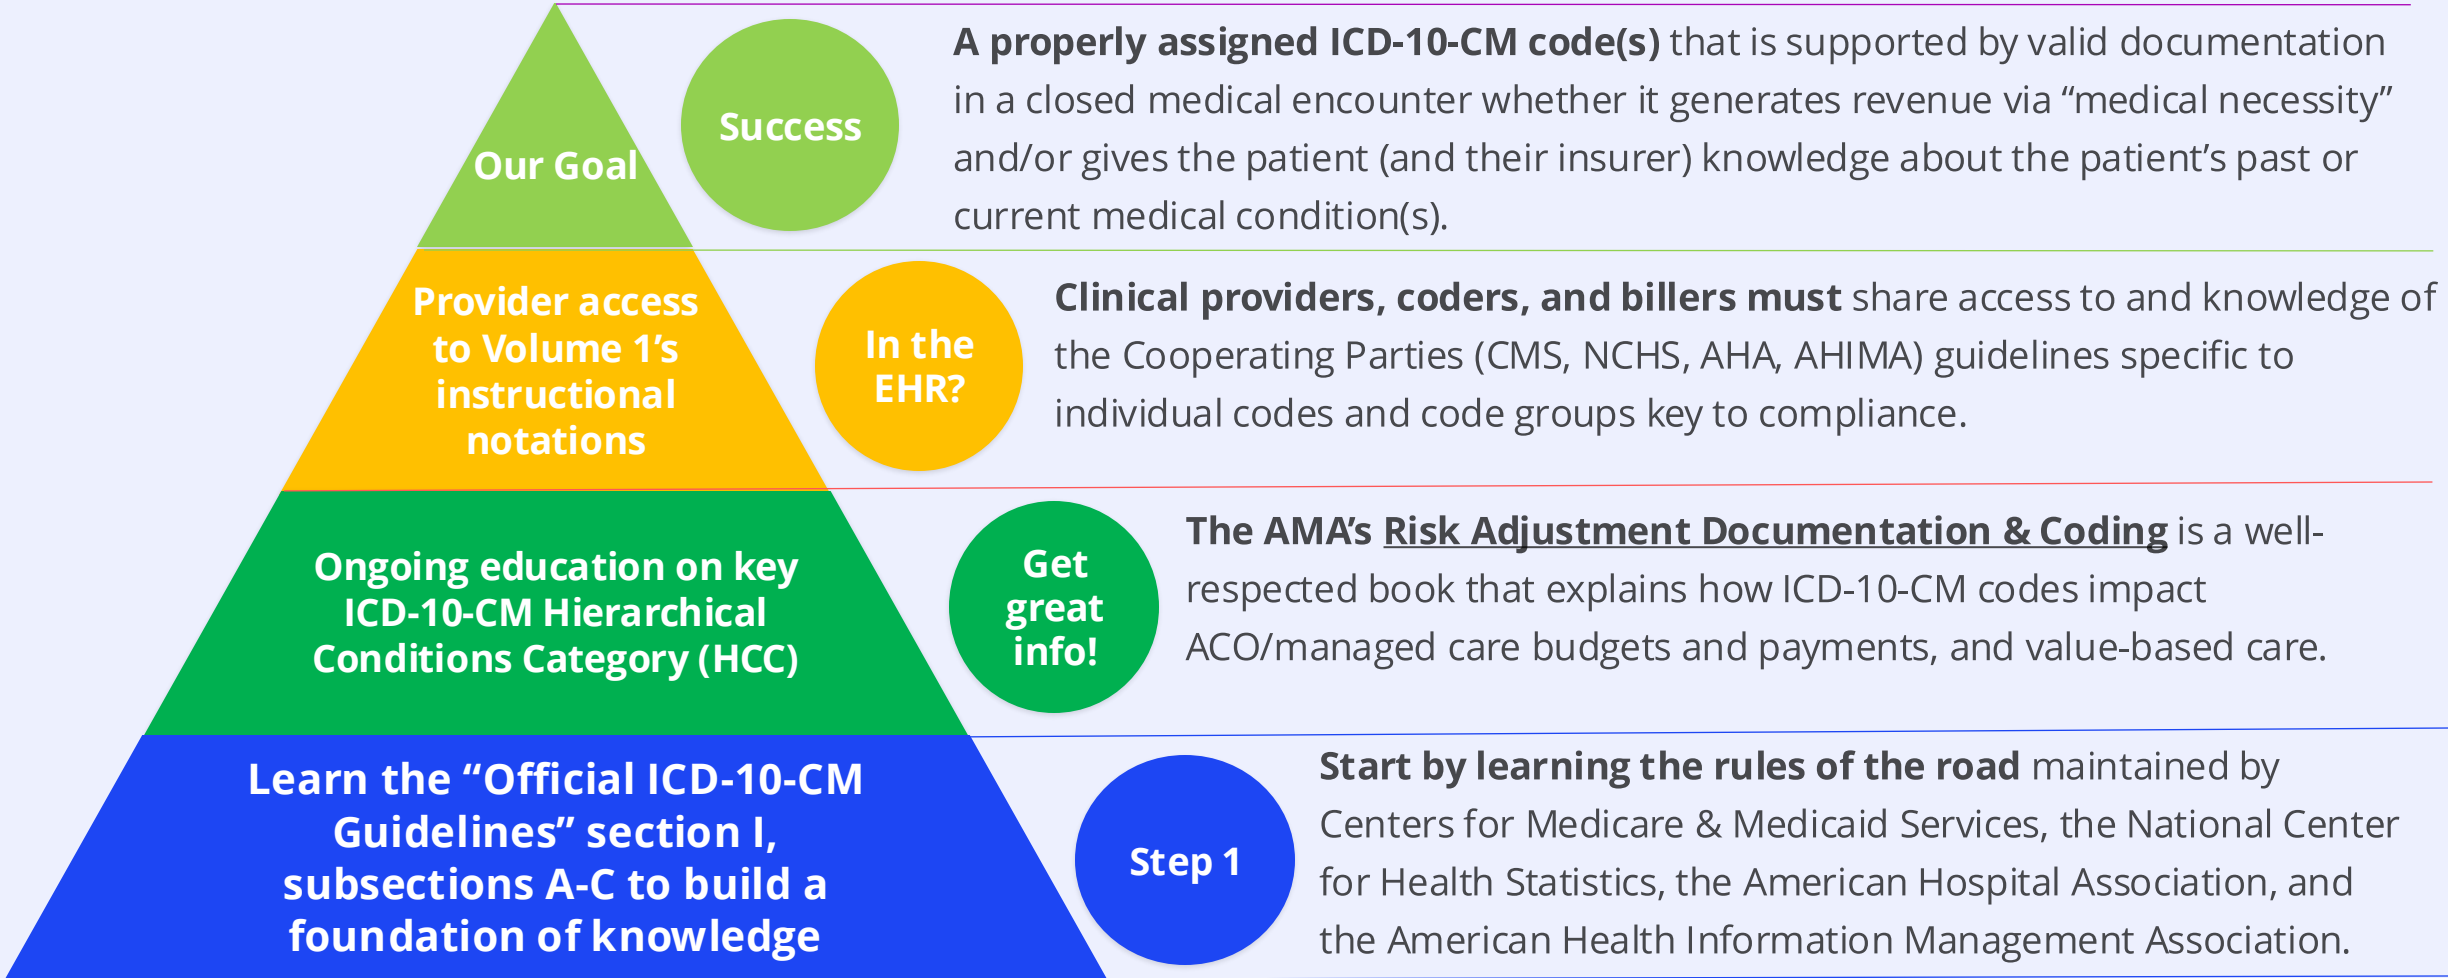 Our Goal
Success
A properly assigned ICD-10-CM code(s) that is supported by valid documentation
in a closed medical encounter whether it generates revenue via “medical necessity”
and/or gives the patient (and their insurer) knowledge about the patient’s past or
current medical condition(s).
Provider access
to Volume 1’s
instructional
notations
In the
EHR?
Clinical providers, coders, and billers must share access to and knowledge of
the Cooperating Parties (CMS, NCHS, AHA, AHIMA) guidelines specific to
individual codes and code groups key to compliance.
Ongoing education on key
ICD-10-CM Hierarchical
Conditions Category (HCC)
Get
great
info!
The AMA’s Risk Adjustment Documentation & Coding is a well-
respected book that explains how ICD-10-CM codes impact
ACO/managed care budgets and payments, and value-based care.
Learn the “Official ICD-10-CM
Guidelines” section I,
subsections A-C to build a
foundation of knowledge
Step 1
Start by learning the rules of the road maintained by
Centers for Medicare & Medicaid Services, the National Center
for Health Statistics, the American Hospital Association, and
the American Health Information Management Association.